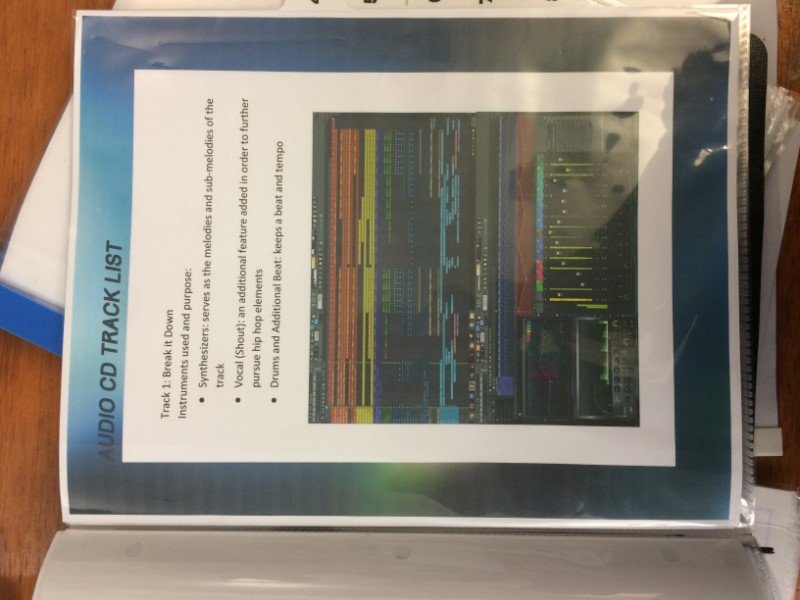 AUDIO CD TRACK LIST
Track 1: Break it Down
Instruments used and purpose:
• Synthesizers: serves as the melodies and sub-melodies of the
track
• Vocal (Shout): an additional feature added in order to further
pursue hip hop elements
• Drums and Additional Beat: keeps a beat and tempo